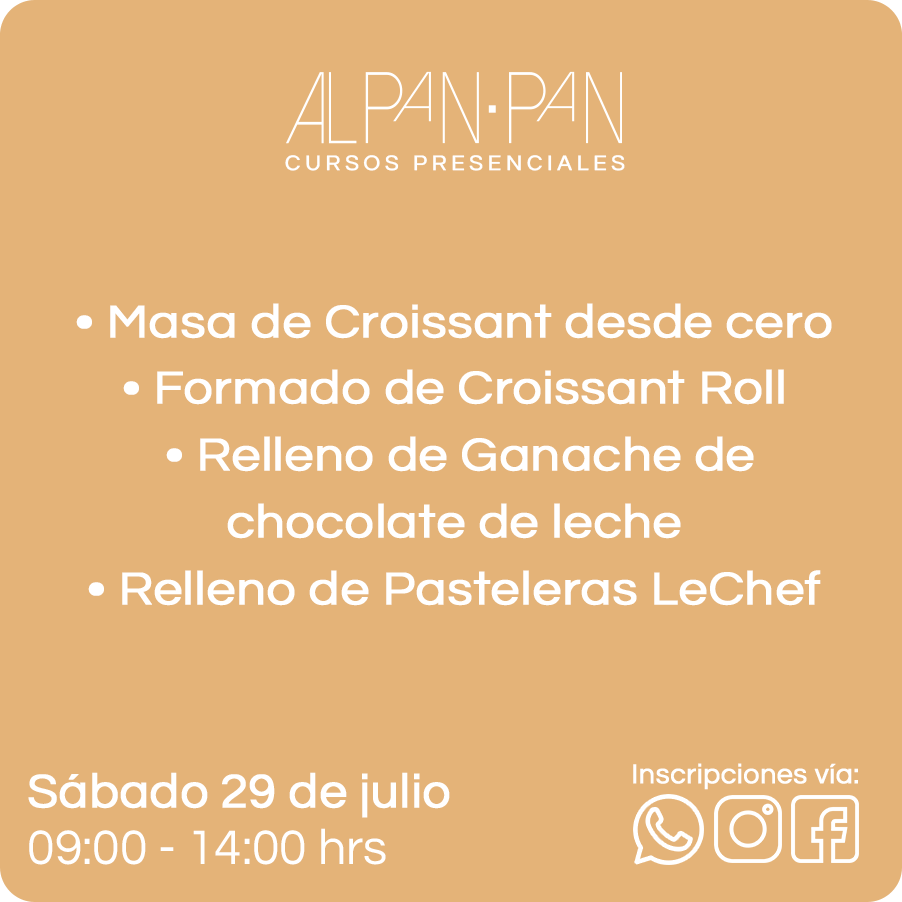 ALPAN·PAN
CURSOS PRESENCIALES
• Masa de Croissant desde cero
• Formado de Croissant Roll
• Relleno de Ganache de
chocolate de leche
• Relleno de Pasteleras LeChef
Sábado 29 de julio
09:00 - 14:00 hrs
Inscripciones vía: